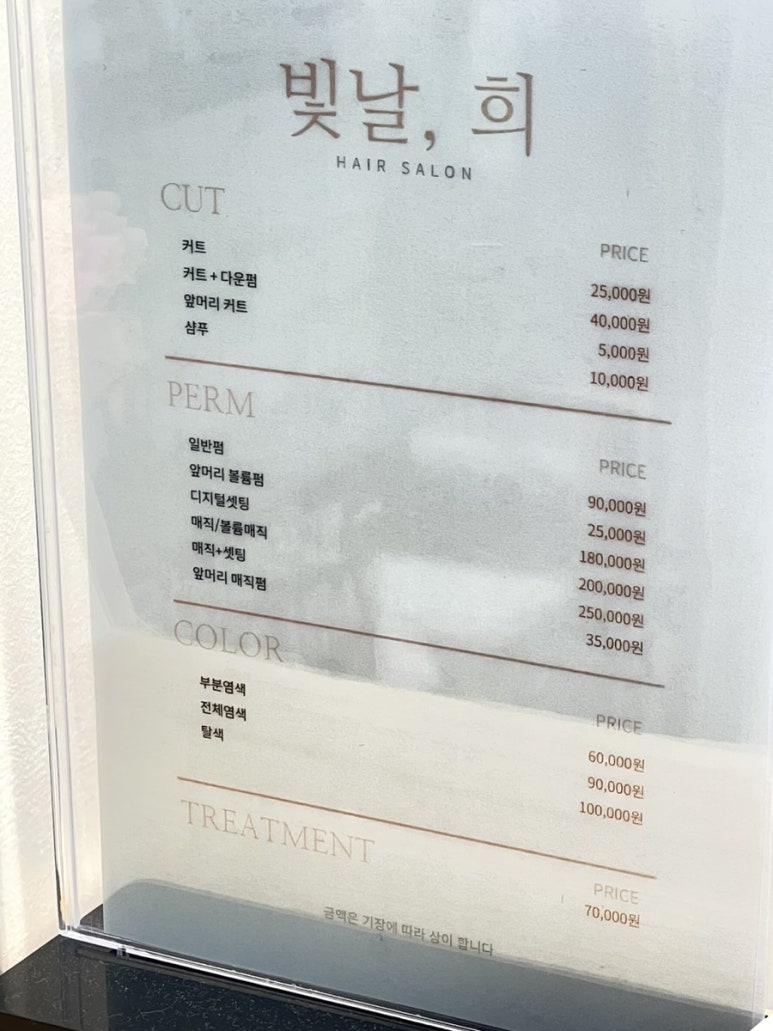 빛날, 희
HAIR SALON
CUT
PRICE
커트 25,000원
커트 + 다운펌 40,000원
앞머리 커트 5,000원
샴푸 10,000원
PERM
PRICE
일반펌 90,000원
앞머리 볼륨펌 25,000원
디지털셋팅 180,000원
매직/볼륨매직 200,000원
매직+셋팅 250,000원
앞머리 매직펌 35,000원
COLOR
PRICE
부분염색 60,000원
전체염색 90,000원
탈색 100,000원
TREATMENT
PRICE
70,000원
금액은 기장에 따라 상이 합니다